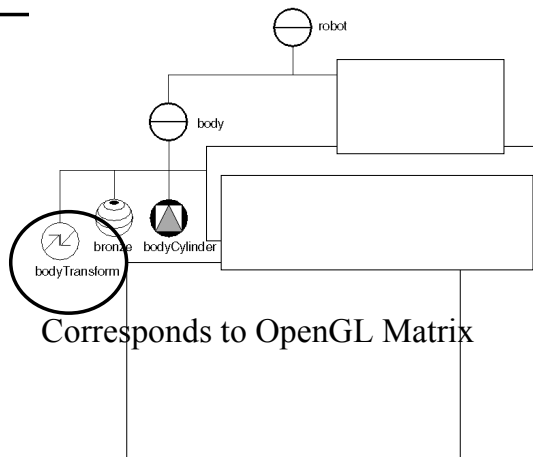 robot
body
bronze bodyCylinder
bodyTransform
Corresponds to OpenGL Matrix